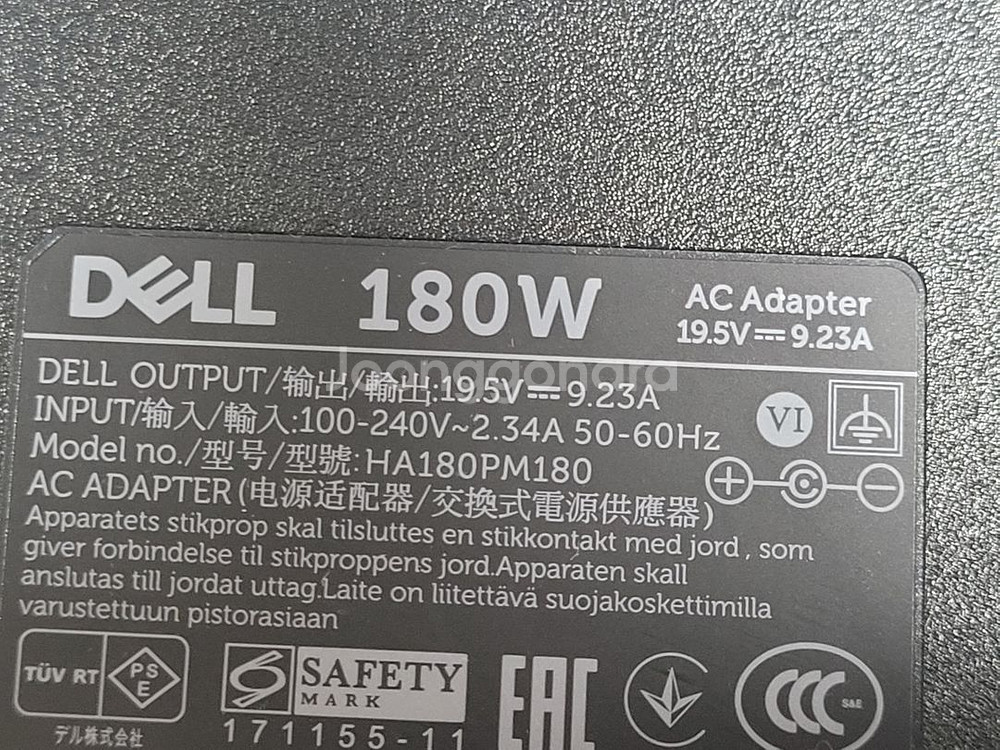 DELL 180W AC Adapter
19.5V⎓9.23A
DELL OUTPUT/输出/輸出:19.5V⎓9.23A
INPUT/输入/輸入:100-240V~2.34A 50-60Hz
VI
Model no./型号/型號:HA180PM180
AC ADAPTER(电源适配器/交換式電源供應器)
Apparatets stikprop skal tilsluttes en stikkontakt med jord , som
giver forbindelse til stikproppens jord.Apparaten skall
anslutas till jordat uttag.Laite on liitettävä suojakoskettimilla
varustettuun pistorasiaan
TÜV RT PS E SAFETY MARK EAC CCC S&E
デル株式会社 171155-11
Joongdonara